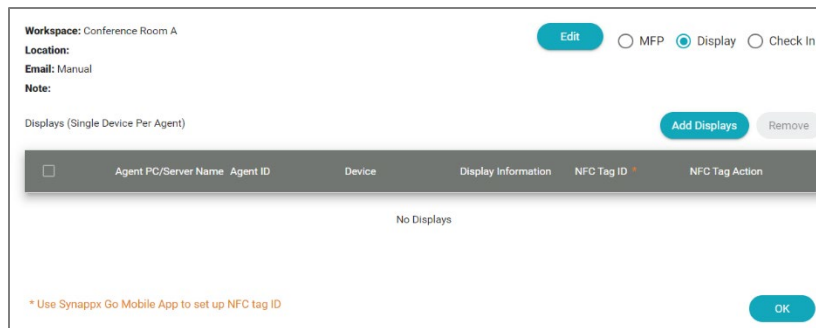 Workspace: Conference Room A
Edit MFP Display Check In
Location:
Email: Manual
Note:
Displays (Single Device Per Agent) Add Displays Remove
Agent PC/Server Name Agent ID Device Display Information NFC Tag ID * NFC Tag Action
No Displays
* Use Synappx Go Mobile App to set up NFC tag ID OK